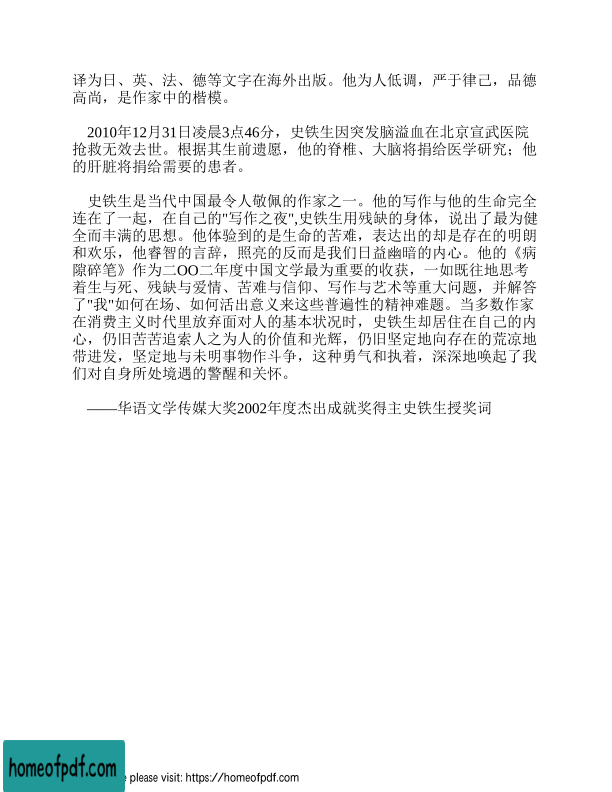 译为日、英、法、德等文字在海外出版。他为人低调，严于律己，品德
高尚，是作家中的楷模。
2010年12月31日凌晨3点46分，史铁生因突发脑溢血在北京宣武医院
抢救无效去世。根据其生前遗愿，他的脊椎、大脑将捐给医学研究；他
的肝脏将捐给需要的患者。
史铁生是当代中国最令人敬佩的作家之一。他的写作与他的生命完全
连在了一起，在自己的"写作之夜",史铁生用残缺的身体，说出了最为健
全而丰满的思想。他体验到的是生命的苦难，表达出的却是存在的明朗
和欢乐，他睿智的言辞，照亮的反而是我们日益幽暗的内心。他的《病
隙碎笔》作为二OO二年度中国文学最为重要的收获，一如既往地思考
着生与死、残缺与爱情、苦难与信仰、写作与艺术等重大问题，并解答
了"我"如何在场、如何活出意义来这些普遍性的精神难题。当多数作家
在消费主义时代里放弃面对人的基本状况时，史铁生却居住在自己的内
心，仍旧苦苦追索人之为人的价值和光辉，仍旧坚定地向存在的荒凉地
带进发，坚定地与未明事物作斗争，这种勇气和执着，深深地唤起了我
们对自身所处境遇的警醒和关怀。
——华语文学传媒大奖2002年度杰出成就奖得主史铁生授奖词
homeofpdf.com
please visit: https://homeofpdf.com